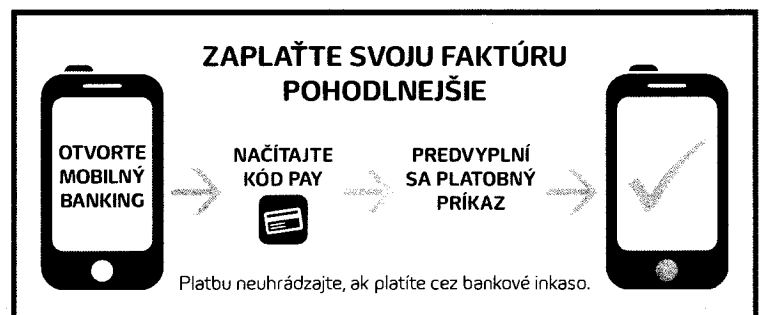 ZAPLAŤTE SVOJU FAKTÚRU
POHODLNEJŠIE
OTVORTE
MOBILNÝ
BANKING
NAČÍTAJTE
KÓD PAY
PREDVYPLNÍ
SA PLATOBNÝ
PRÍKAZ
Platbu neuhrádzajte, ak platíte cez bankové inkaso.